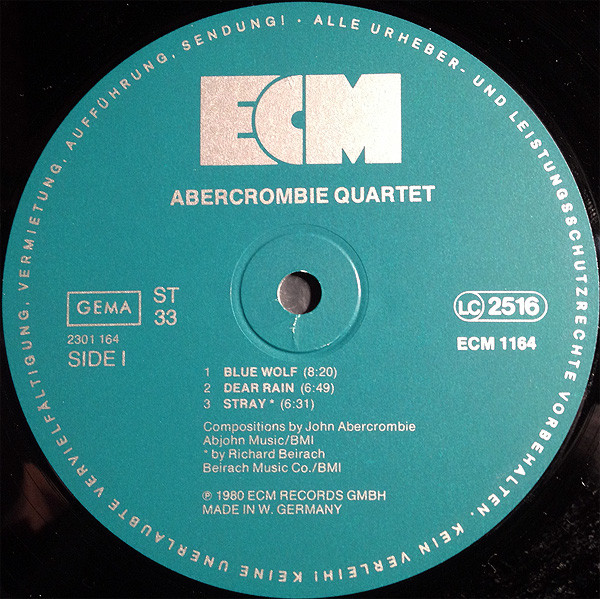 ECM
ABERCROMBIE QUARTET
GEMA
ST
33
2301 164
SIDE I
LC 2516
ECM 1164
1 BLUE WOLF (8:20)
2 DEAR RAIN (6:49)
3 STRAY * (6:31)
Compositions by John Abercrombie
Abjohn Music/BMI
* by Richard Beirach
Beirach Music Co./BMI
℗ 1980 ECM RECORDS GMBH
MADE IN W. GERMANY
ALLE URHEBER- UND LEISTUNGSSCHUTZRECHTE VORBEHALTEN. KEIN VERLEIH! KEINE UNERLAUBTE VERVIELFÄLTIGUNG, VERMIETUNG, AUFFÜHRUNG, SENDUNG! ·